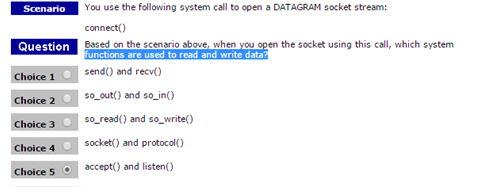 Scenario You use the following system call to open a DATAGRAM socket stream:
connect()
Question Based on the scenario above, when you open the socket using this call, which system
functions are used to read and write data?
Choice 1 send() and recv()
Choice 2 so_out() and so_in()
Choice 3 so_read() and so_write()
Choice 4 socket() and protocol()
Choice 5 accept() and listen()